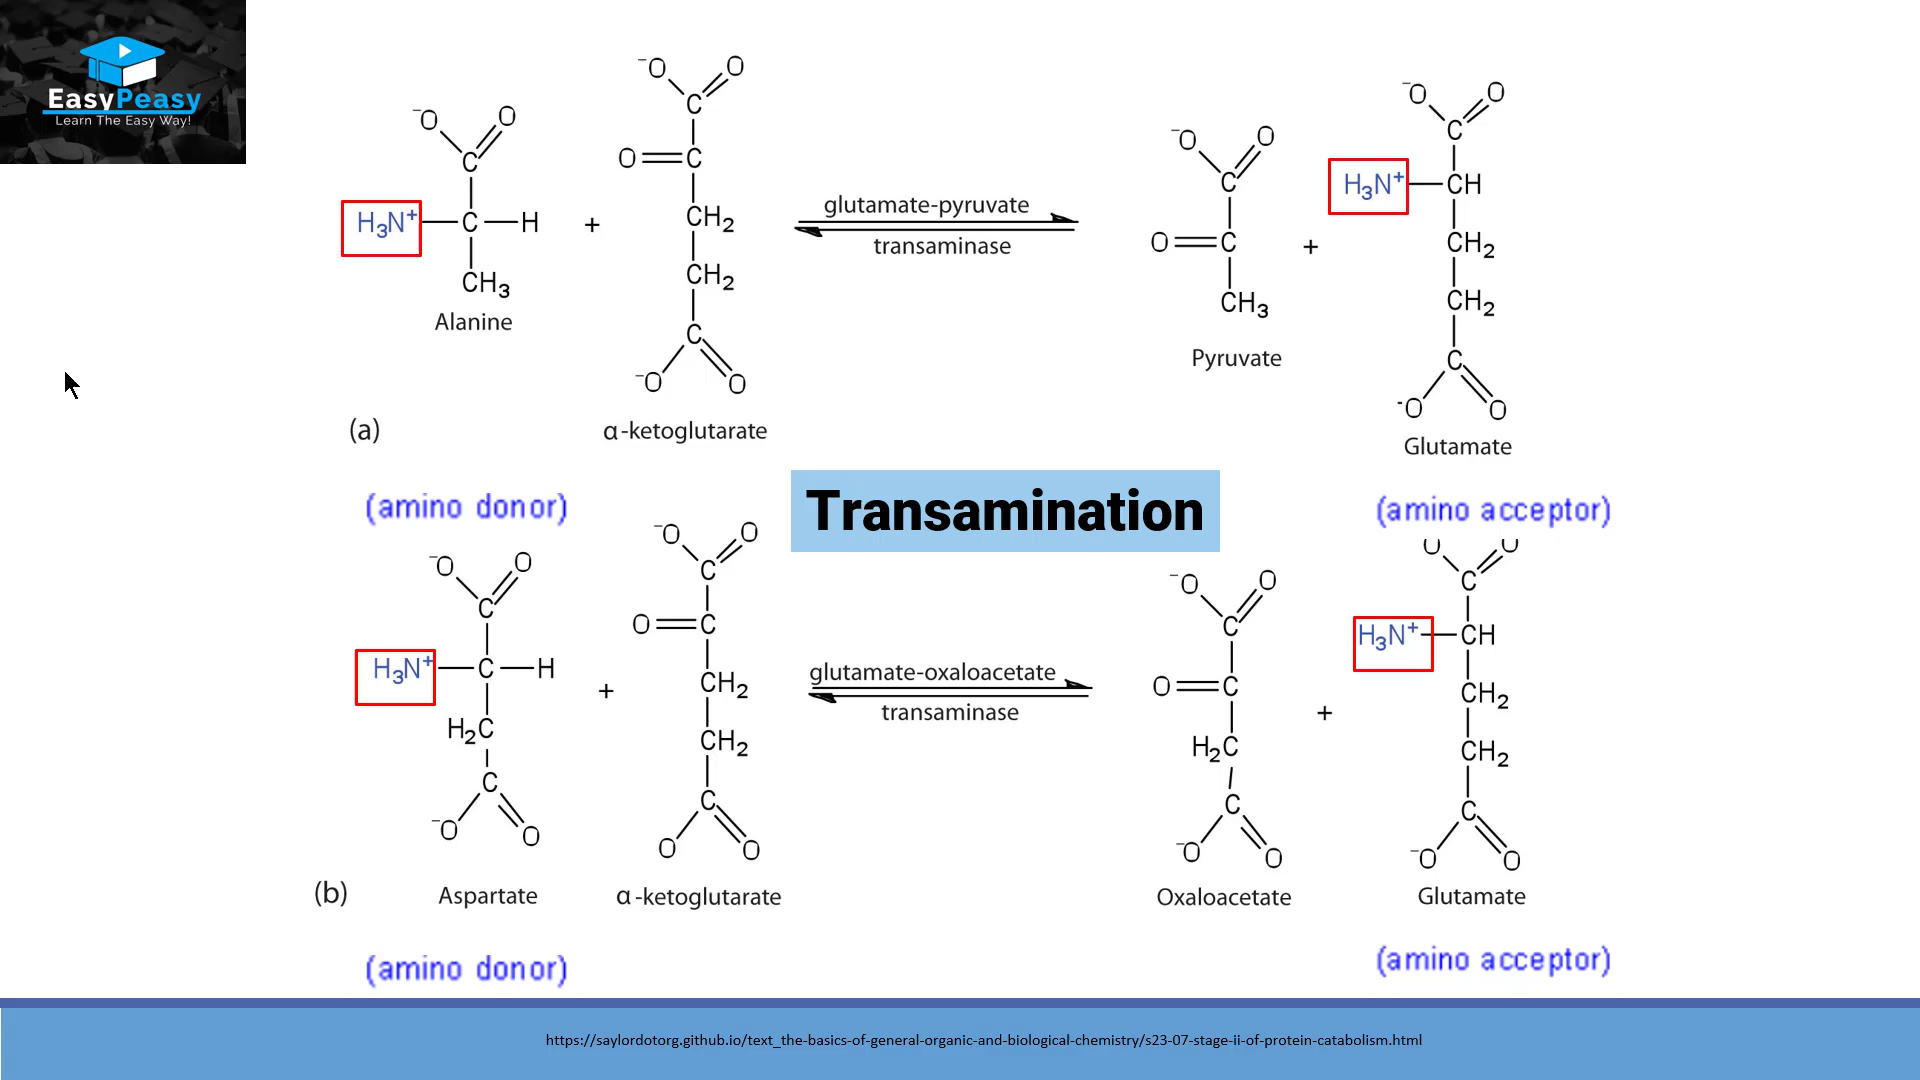 EasyPeasy
Learn The Easy Way!
⁻O O
C
H₃N⁺ C H
CH₃
Alanine
+
⁻O O
C
O C
CH₂
CH₂
C
⁻O O
α-ketoglutarate
glutamate-pyruvate
transaminase
⁻O O
C
O C
CH₃
Pyruvate
+
⁻O O
C
H₃N⁺ CH
CH₂
CH₂
C
-O O
Glutamate
(a)
(amino donor)
Transamination
(amino acceptor)
⁻O O
C
H₃N⁺ C H
H₂C
C
⁻O O
Aspartate
+
⁻O O
C
O C
CH₂
CH₂
C
O O
α-ketoglutarate
glutamate-oxaloacetate
transaminase
⁻O O
C
O C
H₂C
C
⁻O O
Oxaloacetate
+
O O
C
H₃N⁺ CH
CH₂
CH₂
C
⁻O O
Glutamate
(b)
(amino donor)
(amino acceptor)
https://saylordotorg.github.io/text_the-basics-of-general-organic-and-biological-chemistry/s23-07-stage-ii-of-protein-catabolism.html